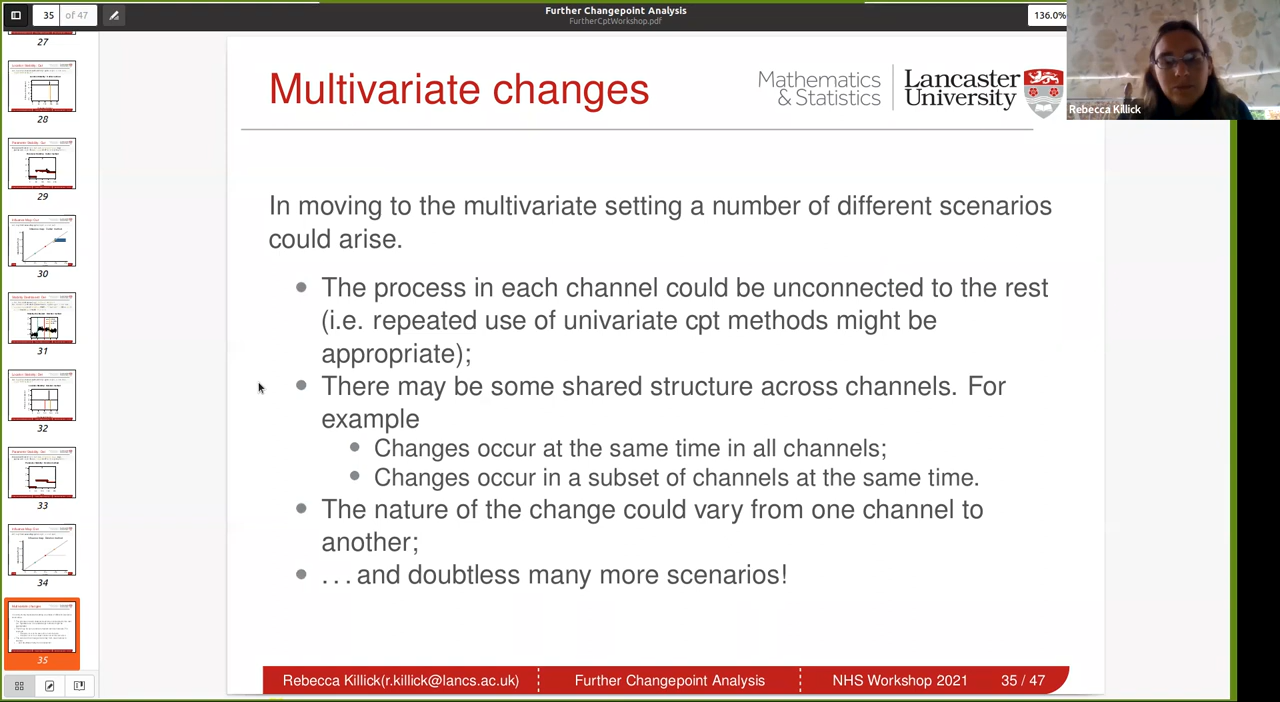 35 of 47
Further Changepoint Analysis
FurtherCptWorkshop.pdf
136.0%
Rebecca Killick
27
28
29
30
31
32
33
34
35
Multivariate changes
Mathematics
& Statistics
Lancaster
University
In moving to the multivariate setting a number of different scenarios
could arise.
The process in each channel could be unconnected to the rest
(i.e. repeated use of univariate cpt methods might be
appropriate);
There may be some shared structure across channels. For
example
Changes occur at the same time in all channels;
Changes occur in a subset of channels at the same time.
The nature of the change could vary from one channel to
another;
. . . and doubtless many more scenarios!
Rebecca Killick(r.killick@lancs.ac.uk) Further Changepoint Analysis NHS Workshop 2021 35 / 47